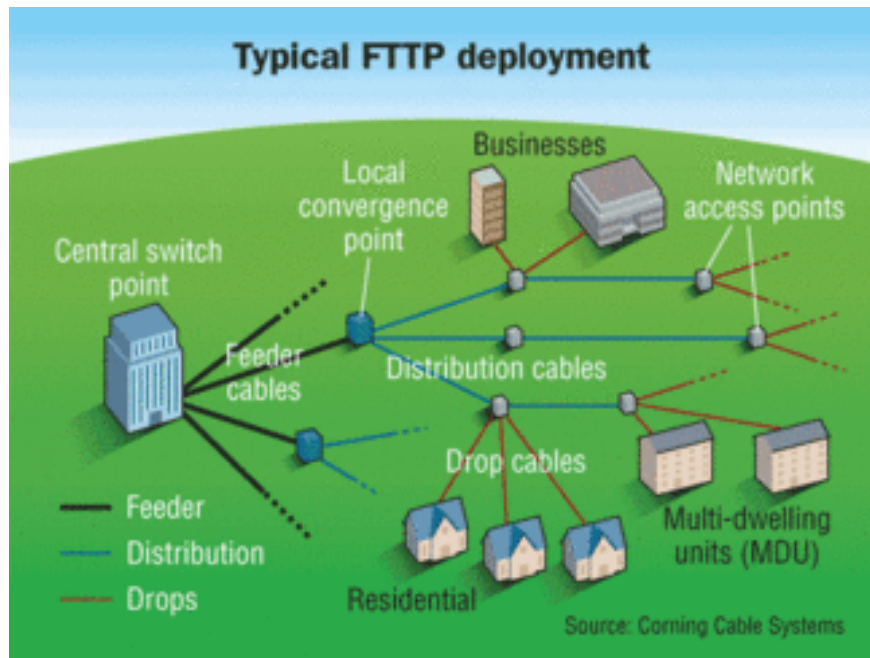 Typical FTTP deployment
Businesses
Local
convergence
point
Network
access points
Central switch
point
Feeder
cables
Distribution cables
Drop cables
Feeder
Distribution
Drops
Multi-dwelling
units (MDU)
Residential
Source: Corning Cable Systems